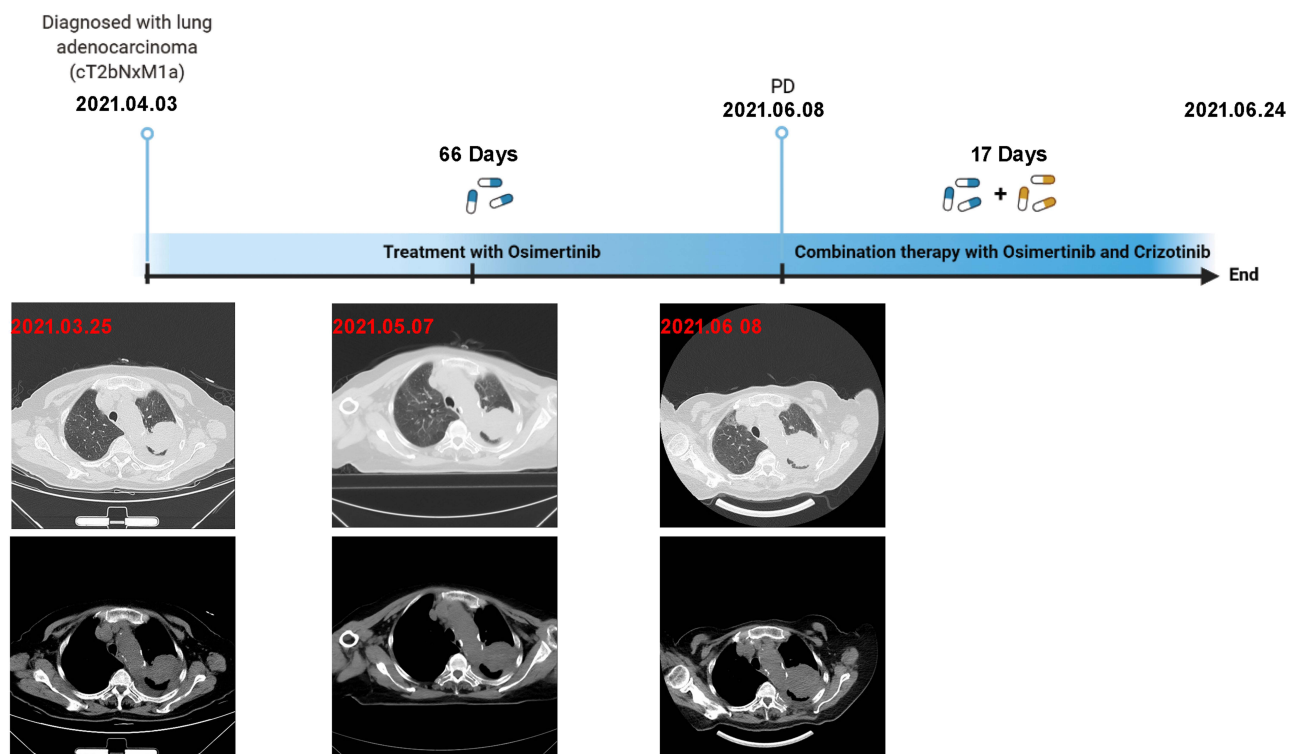 Diagnosed with lung
adenocarcinoma
(cT2bNxM1a)
2021.04.03
PD
2021.06.08
2021.06.24
66 Days
17 Days
+
Treatment with Osimertinib
Combination therapy with Osimertinib and Crizotinib
End
2021.03.25
2021.05.07
2021.06 08